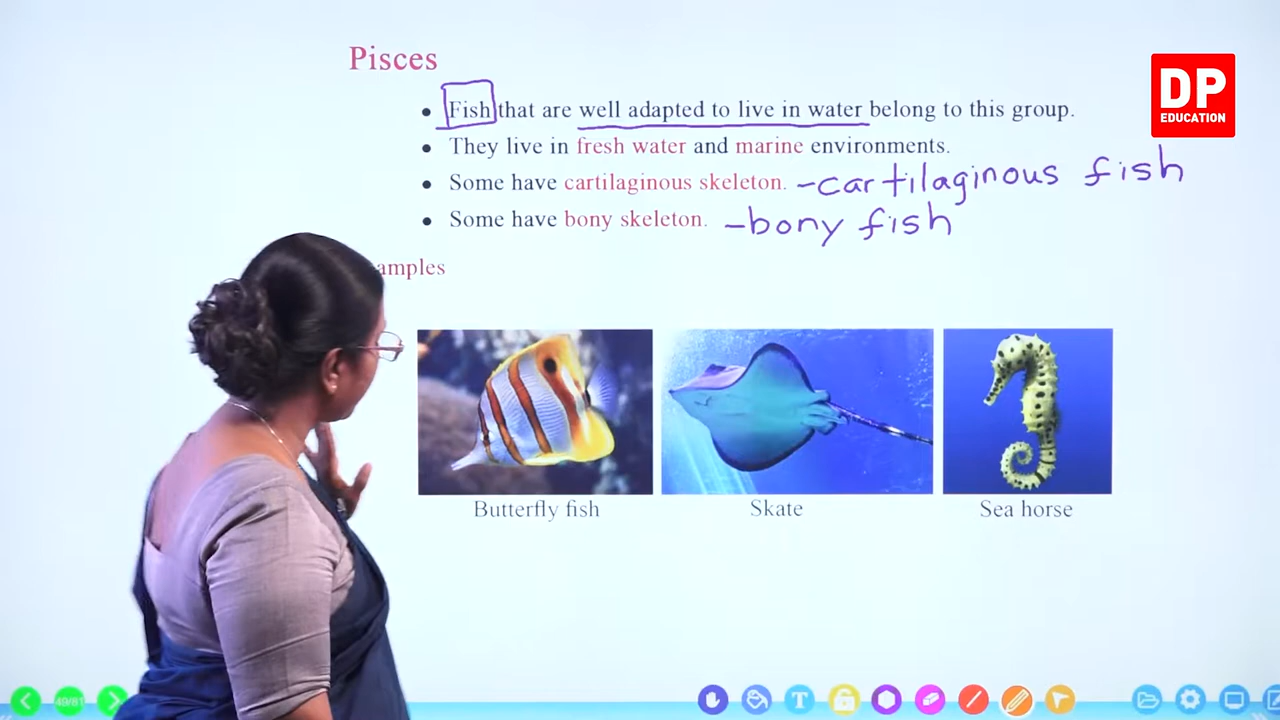 Pisces
DP
EDUCATION
• Fish that are well adapted to live in water belong to this group.
• They live in fresh water and marine environments.
• Some have cartilaginous skeleton. -cartilaginous fish
• Some have bony skeleton. -bony fish
amples
Butterfly fish
Skate
Sea horse
49/81
T